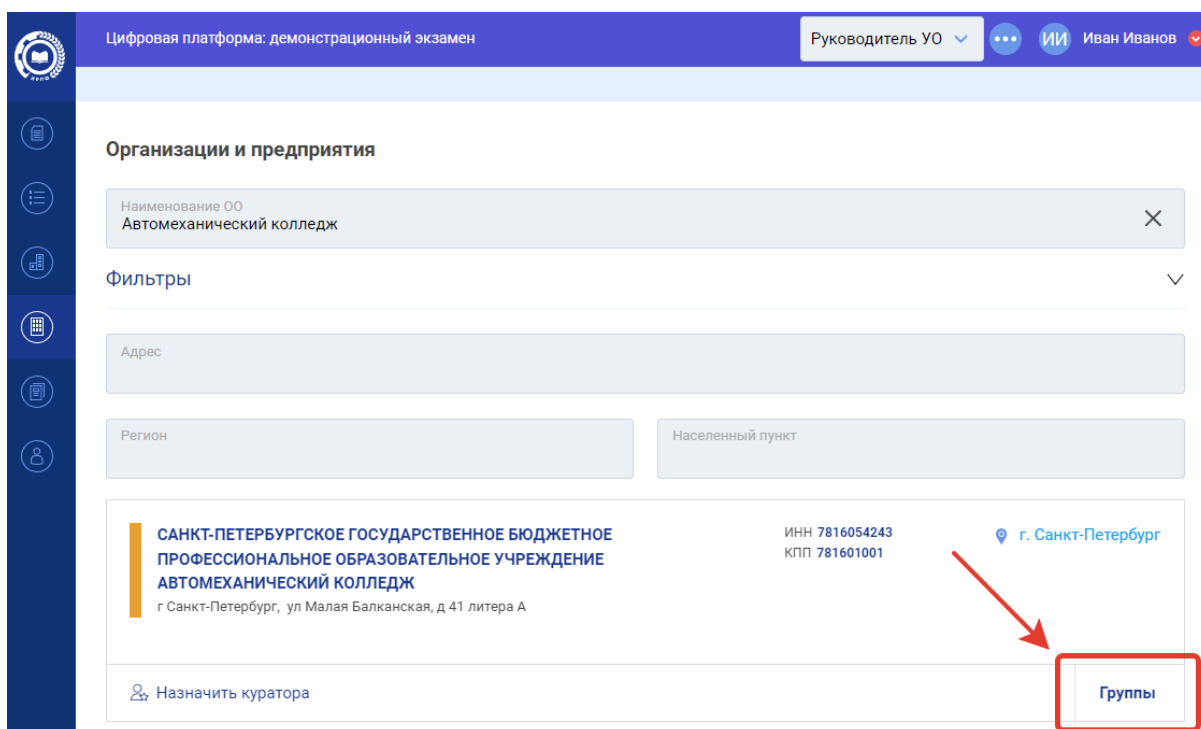 Цифровая платформа: демонстрационный экзамен
Руководитель УО
ИИ
Иван Иванов
Организации и предприятия
Наименование ОО
Автомеханический колледж
Фильтры
Адрес
Регион
Населенный пункт
САНКТ-ПЕТЕРБУРГСКОЕ ГОСУДАРСТВЕННОЕ БЮДЖЕТНОЕ
ПРОФЕССИОНАЛЬНОЕ ОБРАЗОВАТЕЛЬНОЕ УЧРЕЖДЕНИЕ
АВТОМЕХАНИЧЕСКИЙ КОЛЛЕДЖ
г Санкт-Петербург, ул Малая Балканская, д 41 литера А
ИНН 7816054243
КПП 781601001
г. Санкт-Петербург
Назначить куратора
Группы